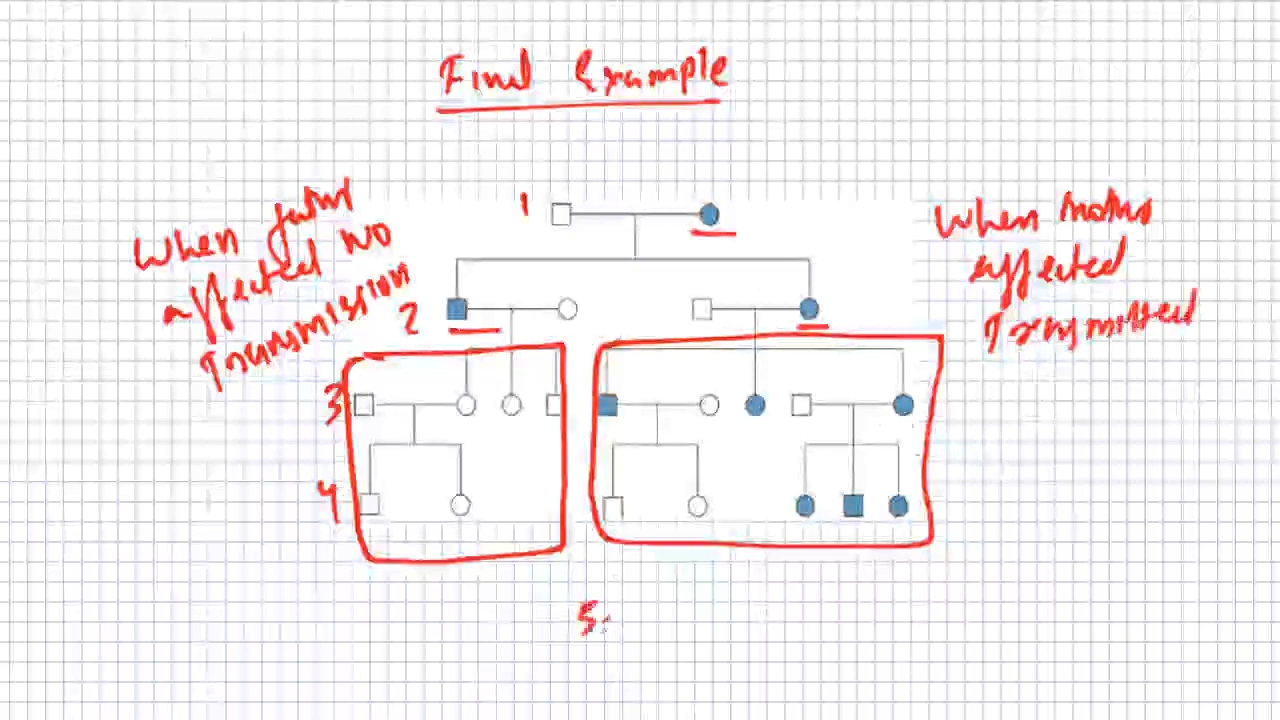 Final Example
1
When father
affected No
Transmission
When Mother
affected
Transmitted
2
3
4
S